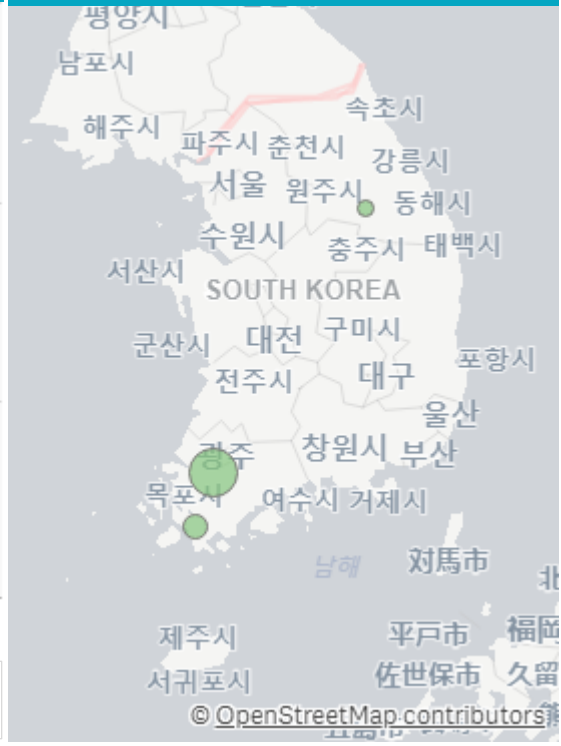 평양시
남포시
속초시
해주시
파주시 춘천시
강릉시
서울 원주시
동해시
수원시
충주시 태백시
서산시
SOUTH KOREA
군산시 대전 구미시
포항시
전주시 대구
울산
광주 창원시 부산
목포시 여수시 거제시
남해 対馬市
北
제주시 平戸市 福岡
서귀포시 佐世保市 久留
© OpenStreetMap contributors